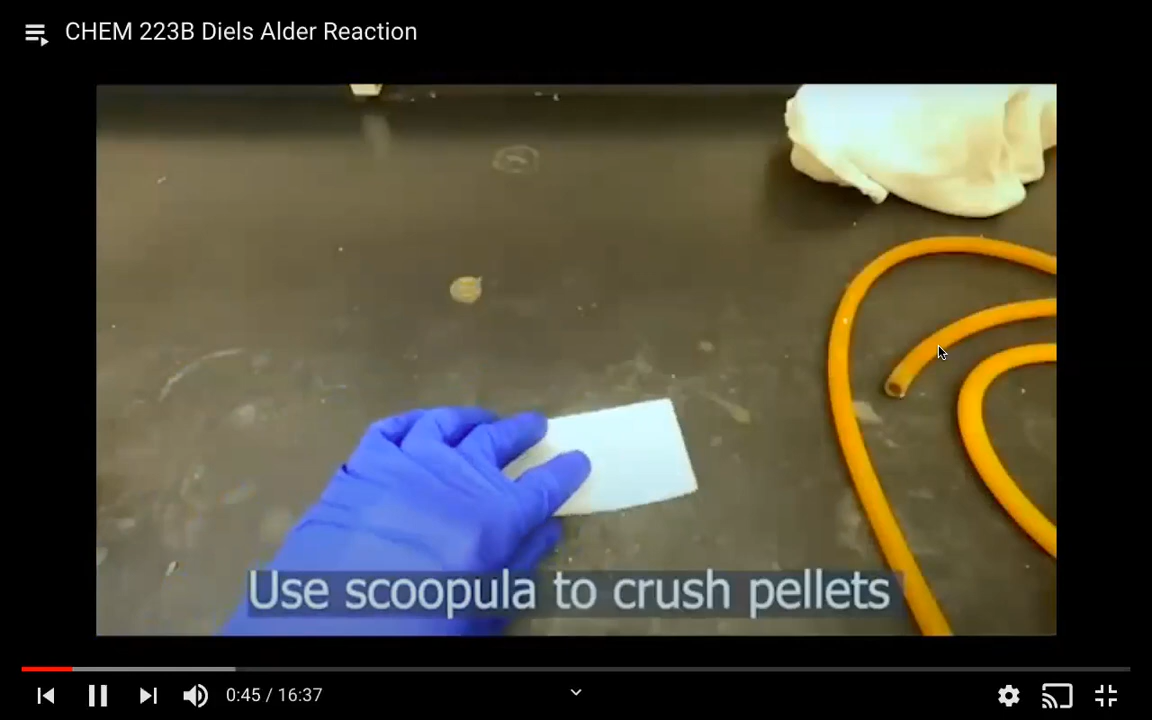 CHEM 223B Diels Alder Reaction
Use scoopula to crush pellets
0:45 / 16:37